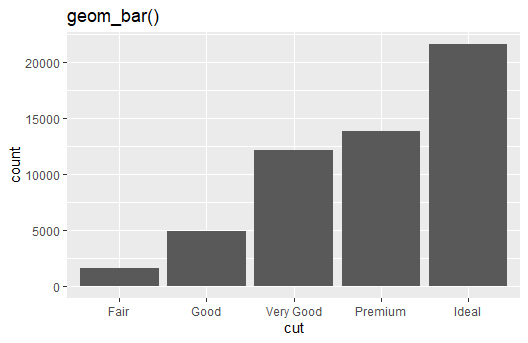 geom_bar()
20000
15000
10000
5000
0
count
Fair Good Very Good Premium Ideal
cut